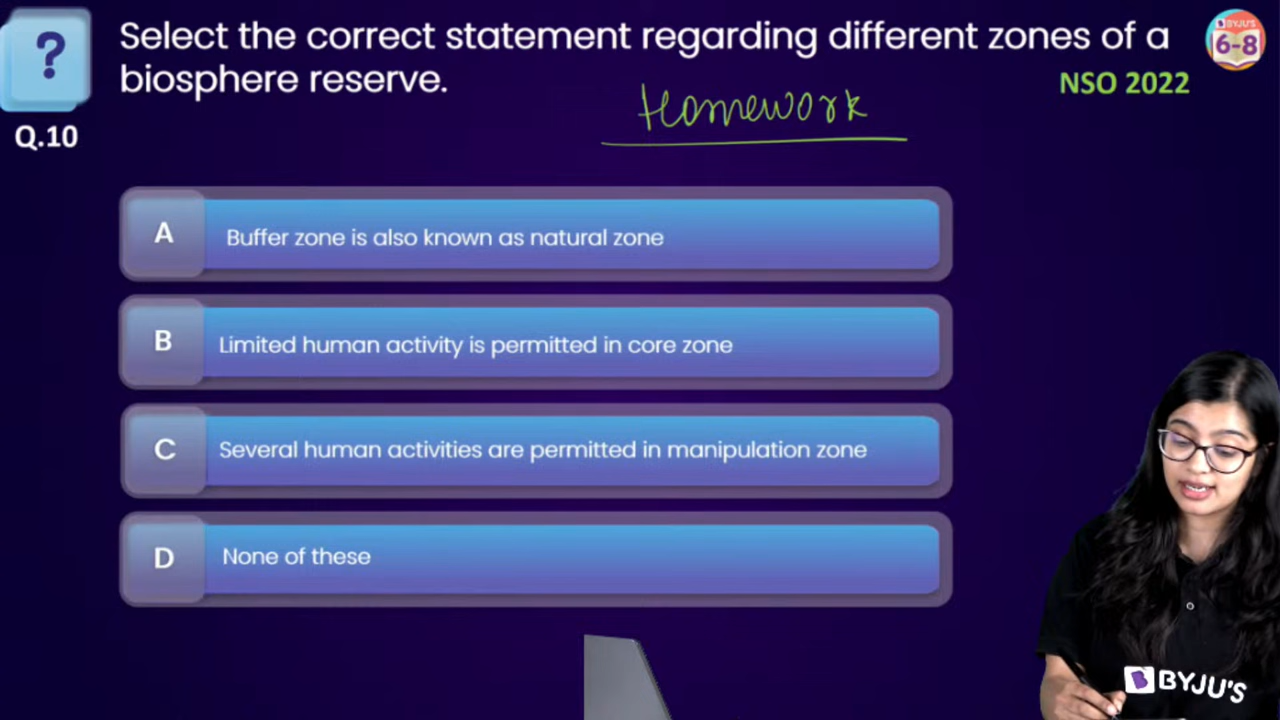 ?
Select the correct statement regarding different zones of a
biosphere reserve.
BYJU'S
6-8
NSO 2022
Homework
Q.10
A
Buffer zone is also known as natural zone
B
Limited human activity is permitted in core zone
C
Several human activities are permitted in manipulation zone
D
None of these
BYJU'S